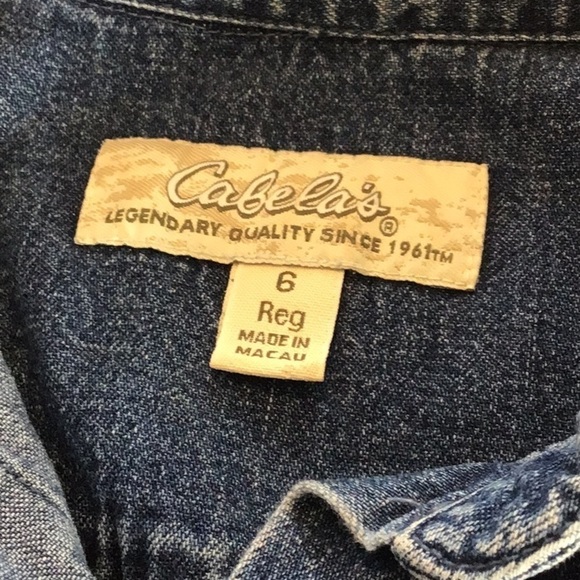 Cabela's®
LEGENDARY QUALITY SINCE 1961™
6
Reg
MADE IN
MACAU